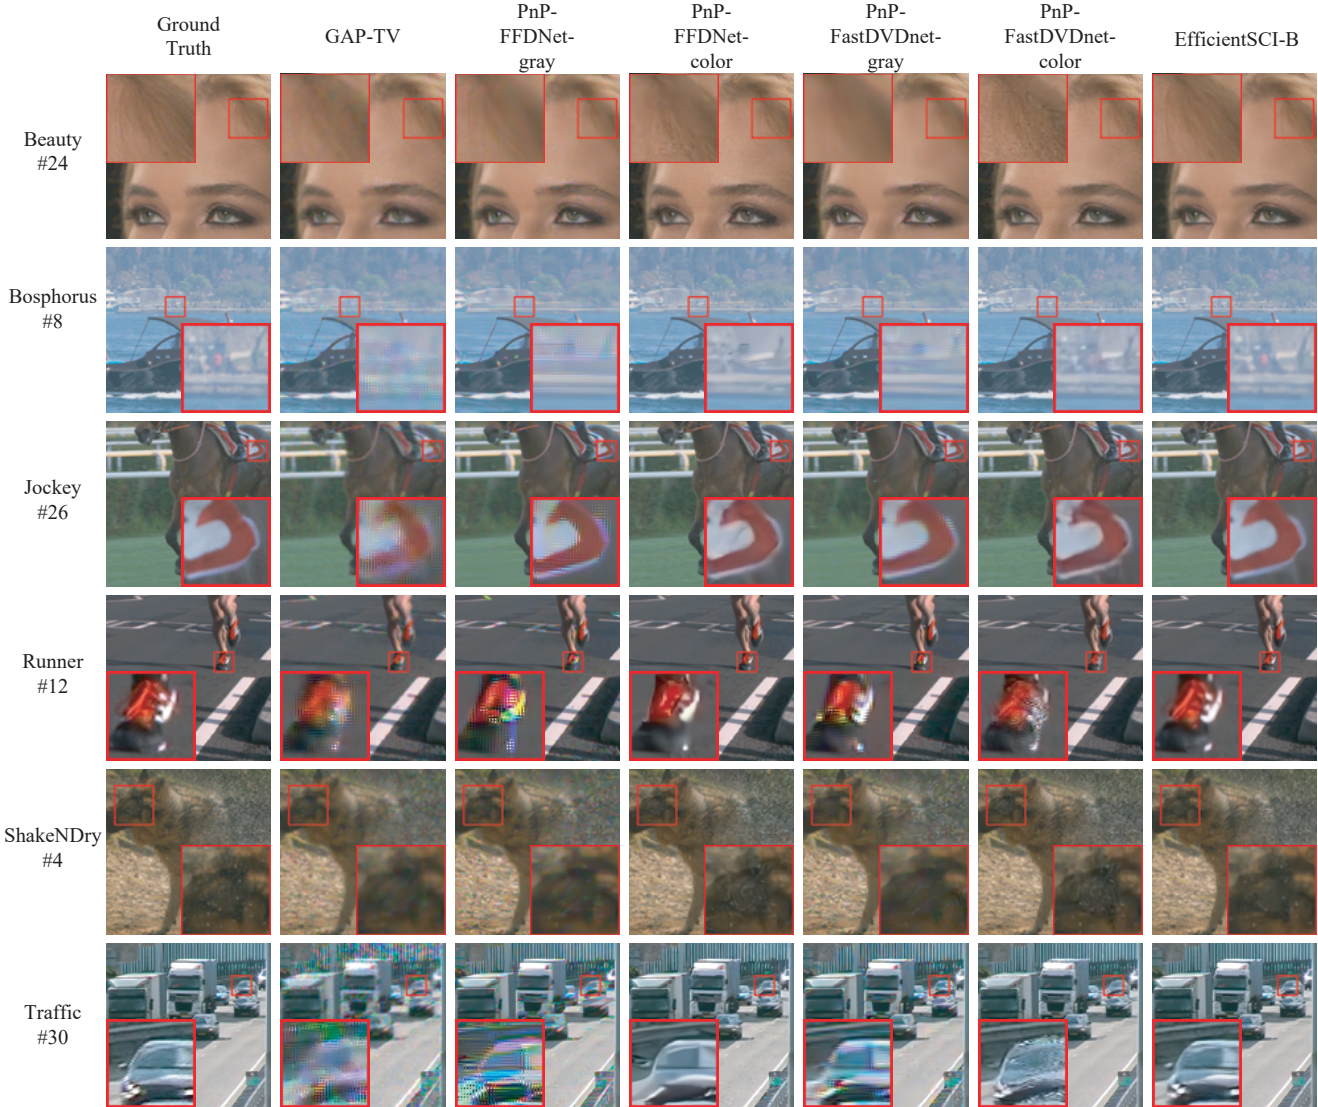 Ground
Truth
GAP-TV
PnP-
FFDNet-
gray
PnP-
FFDNet-
color
PnP-
FastDVDnet-
gray
PnP-
FastDVDnet-
color
EfficientSCI-B
Beauty
#24
Bosphorus
#8
Jockey
#26
Runner
#12
ShakeNDry
#4
Traffic
#30